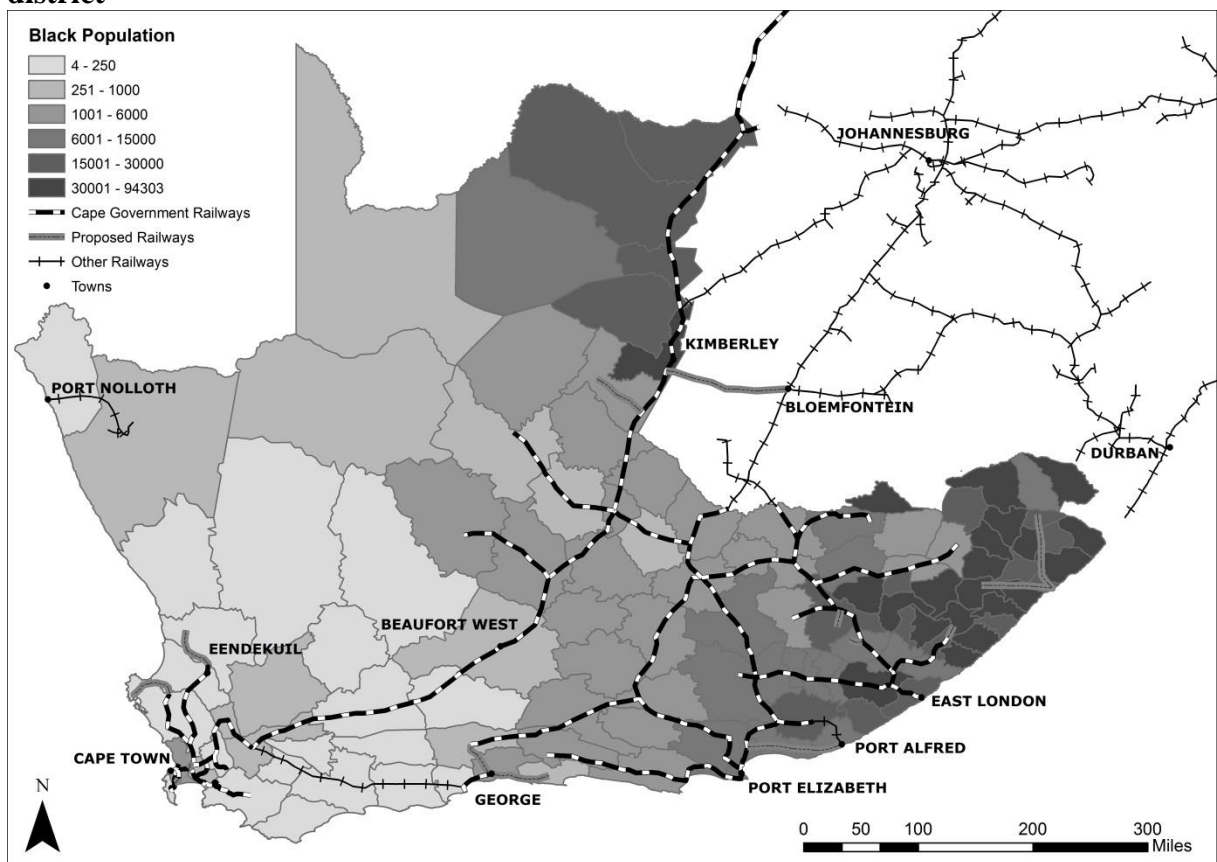 district
Black Population
4 - 250
251 - 1000
1001 - 6000
6001 - 15000
15001 - 30000
30001 - 94303
Cape Government Railways
Proposed Railways
Other Railways
Towns
JOHANNESBURG
KIMBERLEY
PORT NOLLOTH
BLOEMFONTEIN
DURBAN
BEAUFORT WEST
EENDEKUIL
EAST LONDON
CAPE TOWN
PORT ALFRED
GEORGE
PORT ELIZABETH
N
0 50 100 200 300
Miles